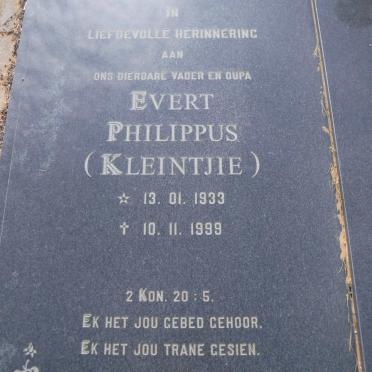 IN
LIEFDEVOLLE HERINNERING
AAN
ONS DIERBARE VADER EN OUPA
EVERT
PHILIPPUS
(KLEINTJIE)
☆ 13. 01. 1933
✝ 10. 11. 1999
2 KON. 20 : 5.
EK HET JOU GEBED GEHOOR,
EK HET JOU TRANE GESIEN.